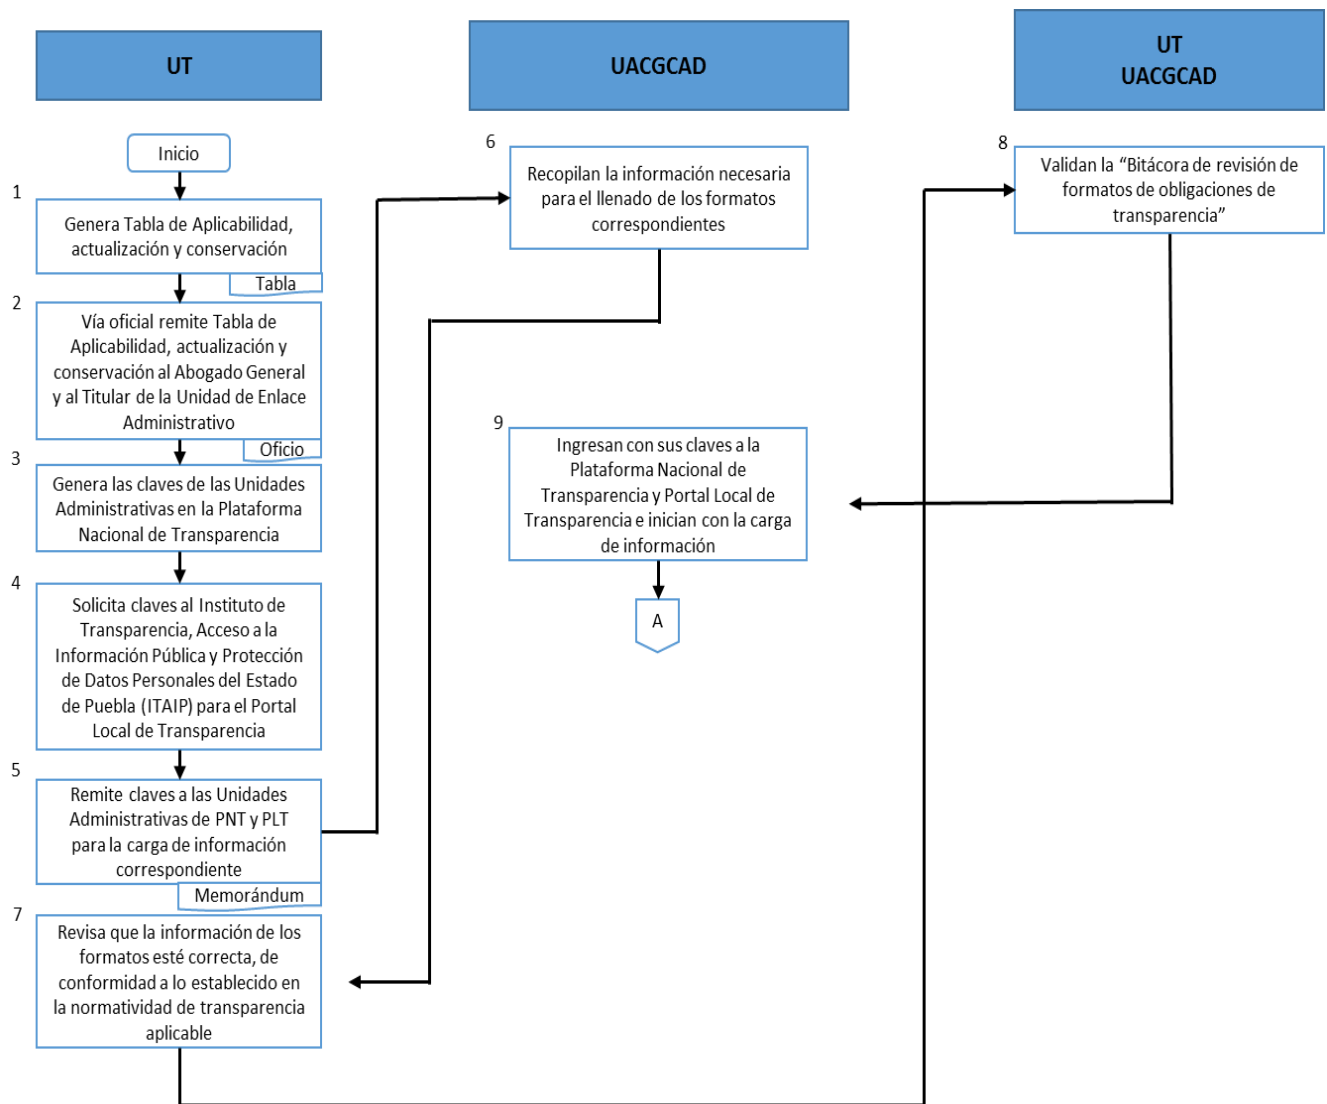 UT
UACGCAD
UT
UACGCAD
Inicio
1
Genera Tabla de Aplicabilidad,
actualización y conservación
Tabla
2
Vía oficial remite Tabla de
Aplicabilidad, actualización y
conservación al Abogado General
y al Titular de la Unidad de Enlace
Administrativo
Oficio
3
Genera las claves de las Unidades
Administrativas en la Plataforma
Nacional de Transparencia
4
Solicita claves al Instituto de
Transparencia, Acceso a la
Información Pública y Protección
de Datos Personales del Estado
de Puebla (ITAIP) para el Portal
Local de Transparencia
5
Remite claves a las Unidades
Administrativas de PNT y PLT
para la carga de información
correspondiente
Memorándum
6
Recopilan la información necesaria
para el llenado de los formatos
correspondientes
7
Revisa que la información de los
formatos esté correcta, de
conformidad a lo establecido en
la normatividad de transparencia
aplicable
8
Validan la “Bitácora de revisión de
formatos de obligaciones de
transparencia”
9
Ingresan con sus claves a la
Plataforma Nacional de
Transparencia y Portal Local de
Transparencia e inician con la carga
de información
A